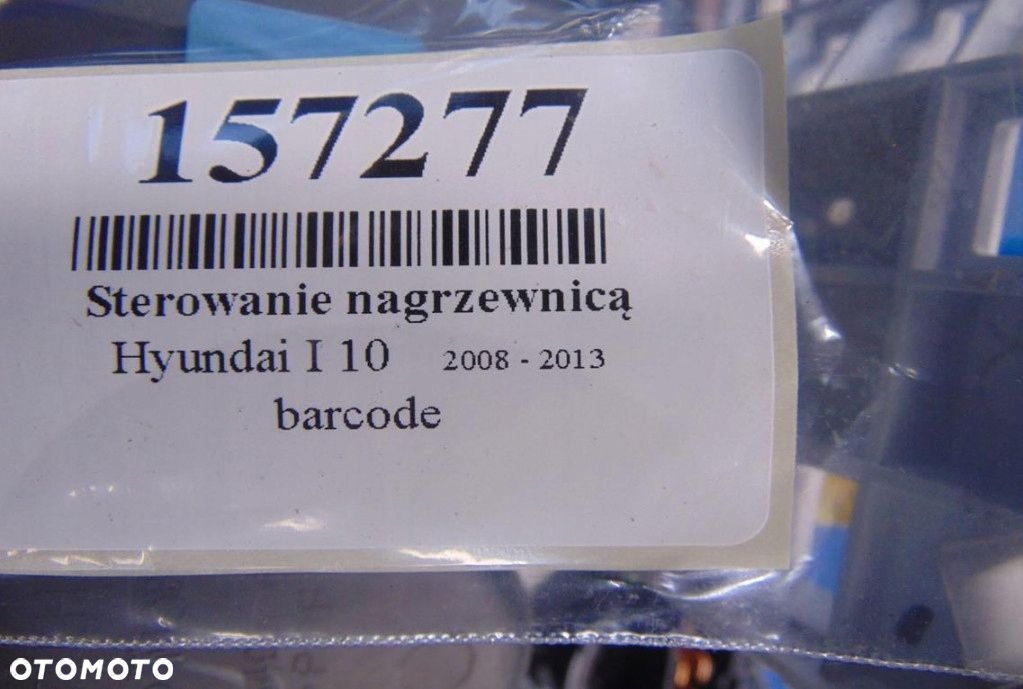 157277
Sterowanie nagrzewnicą
Hyundai I 10 2008 - 2013
barcode
OTOMOTO